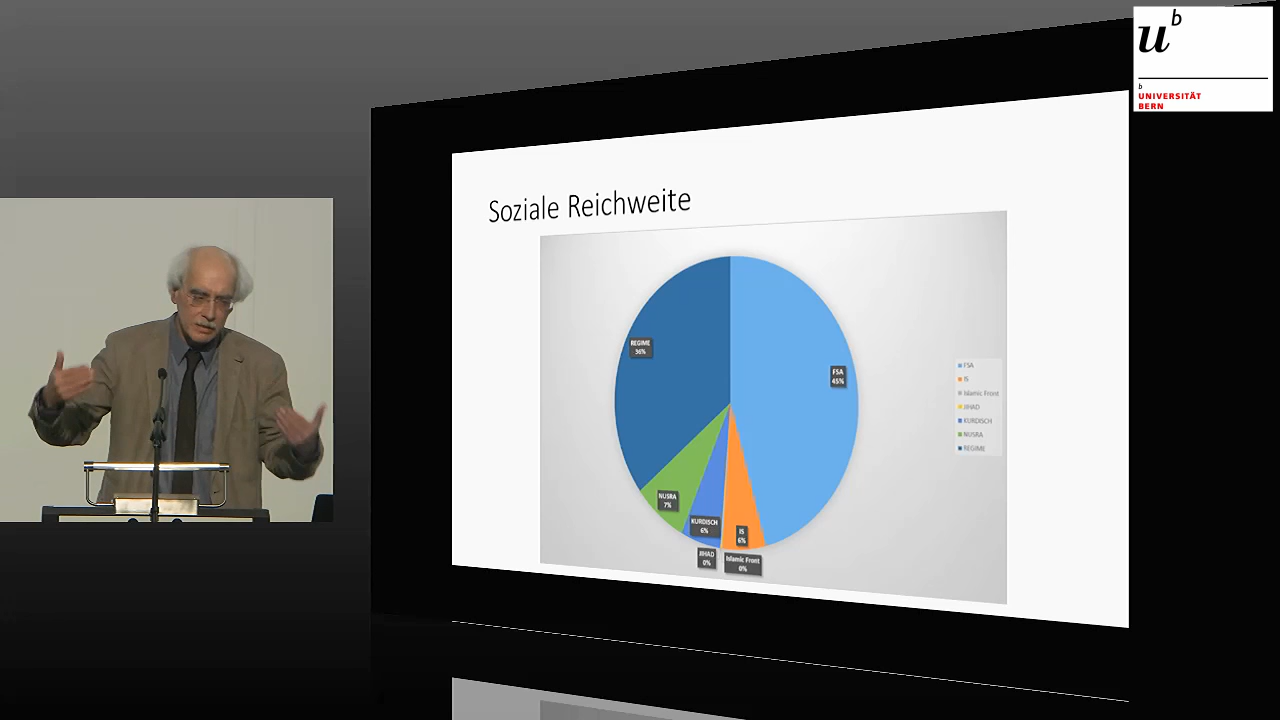 u b
b
UNIVERSITÄT
BERN
Soziale Reichweite
REGIME
36%
FSA
45%
NUSRA
7%
KURDISCH
6%
IS
6%
JIHAD
0%
Islamic Front
0%
FSA
IS
Islamic Front
JIHAD
KURDISCH
NUSRA
REGIME